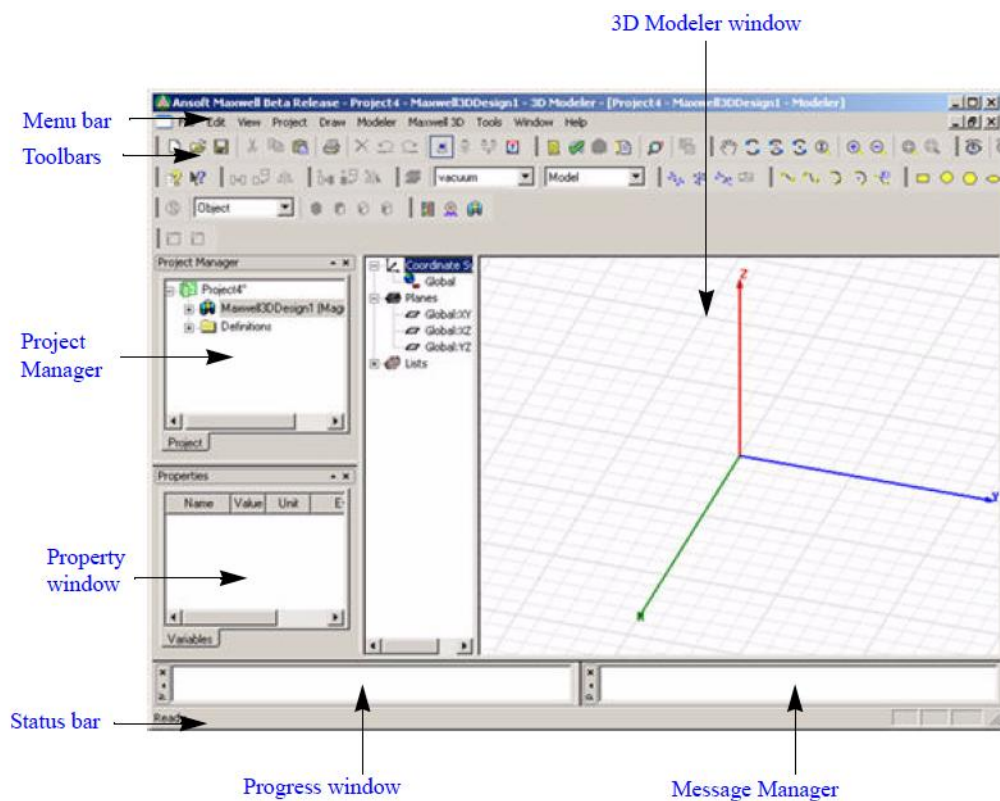 3D Modeler window
Ansoft Maxwell Beta Release - Project4 - Maxwell3DDesign1 - 3D Modeler - [Project4 - Maxwell3DDesign1 - Modeler]
Menu bar
Edit View Project Draw Modeler Maxwell 3D Tools Window Help
Toolbars
vacuum Model
Object
Project Manager
Project4*
Maxwell3DDesign1 (Mag
Definitions
Project
Coordinate Sy
Global
Planes
Global:XY
Global:XZ
Global:YZ
Lists
Z
Y
X
Project
Manager
Properties
Name Value Unit E
Variables
Property
window
Status bar
Ready
Progress window
Message Manager